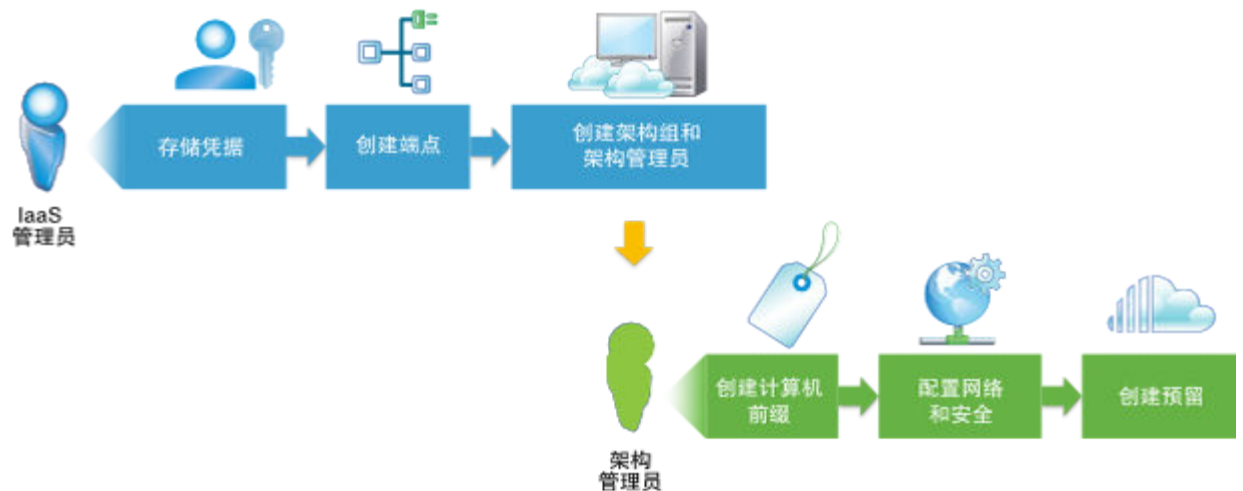 存储凭据
创建端点
创建架构组和
架构管理员
IaaS
管理员
创建计算机
前缀
配置网络
和安全
创建预留
架构
管理员